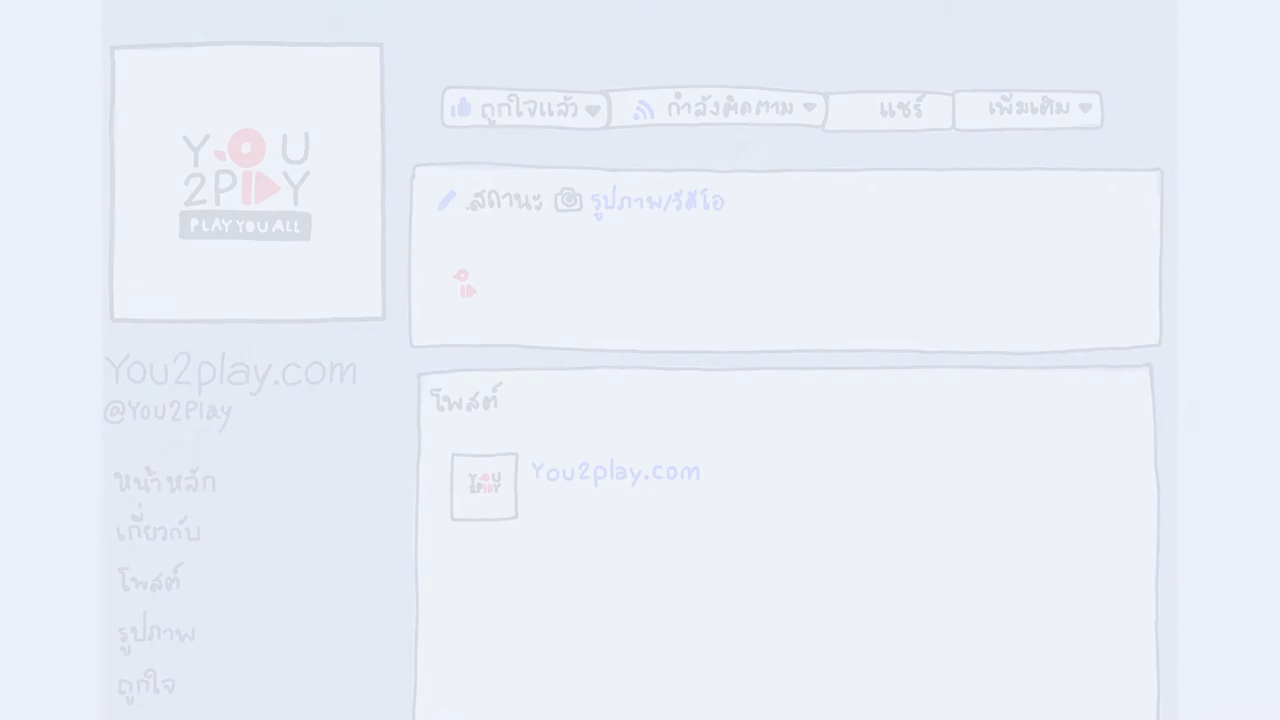 YOU
2PLAY
PLAY YOU ALL
ถูกใจแล้ว กำลังติดตาม แชร์ เพิ่มเติม
สถานะ รูปภาพ/วีดีโอ
You2play.com
@You2Play
หน้าหลัก
เกี่ยวกับ
โพสต์
รูปภาพ
ถูกใจ
โพสต์
YOU
2PLAY
You2play.com